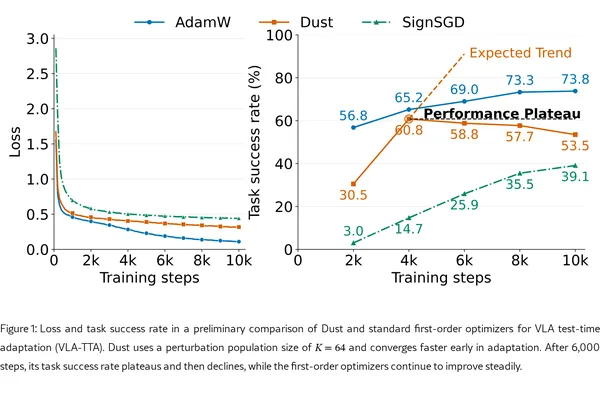 AdamW Dust SignSGD
3.0
2.5
2.0
1.5
1.0
0.5
0.0
Loss
0 2k 4k 6k 8k 10k
Training steps
100
80
60
40
20
0
Task success rate (%)
Expected Trend
Performance Plateau
56.8 65.2 69.0 73.3 73.8
30.5 60.8 58.8 57.7 53.5
3.0 14.7 25.9 35.5 39.1
0 2k 4k 6k 8k 10k
Training steps
Figure 1: Loss and task success rate in a preliminary comparison of Dust and standard first-order optimizers for VLA test-time
adaptation (VLA-TTA). Dust uses a perturbation population size of K = 64 and converges faster early in adaptation. After 6,000
steps, its task success rate plateaus and then declines, while the first-order optimizers continue to improve steadily.